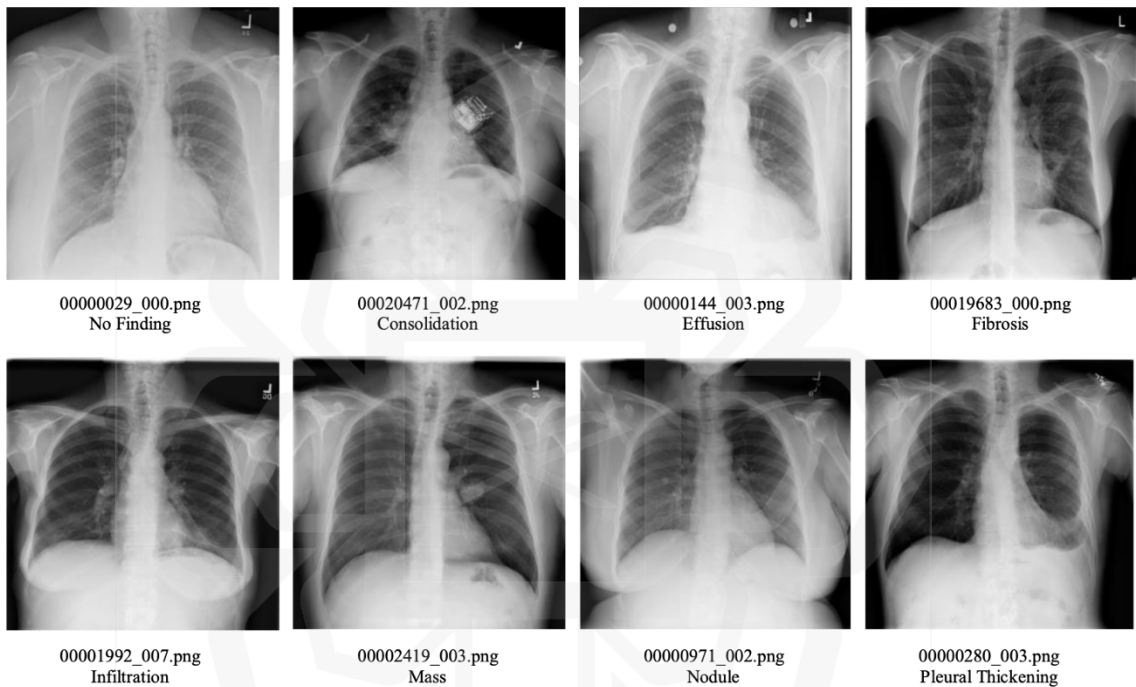 00000029_000.png
No Finding
00020471_002.png
Consolidation
00000144_003.png
Effusion
00019683_000.png
Fibrosis
00001992_007.png
Infiltration
00002419_003.png
Mass
00000971_002.png
Nodule
00000280_003.png
Pleural Thickening